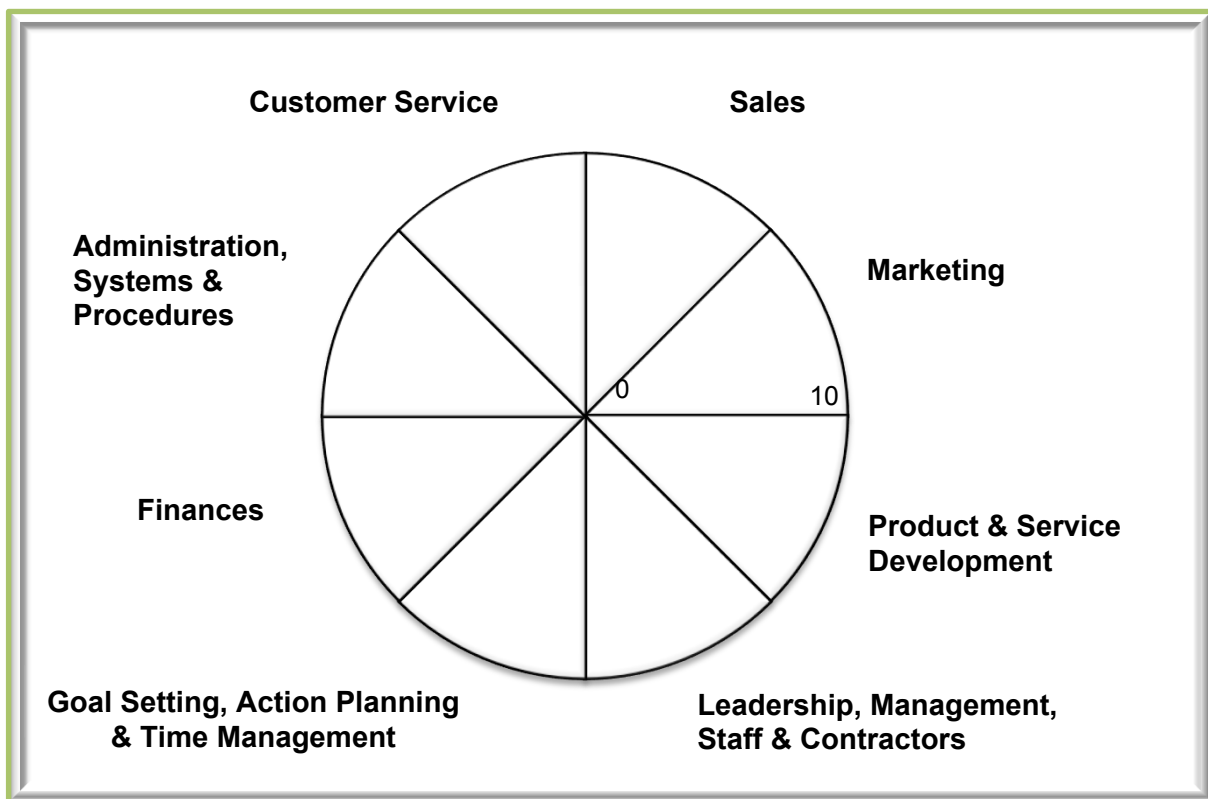 Customer Service
Sales
Administration,
Systems &
Procedures
Marketing
0
10
Finances
Product & Service
Development
Goal Setting, Action Planning
& Time Management
Leadership, Management,
Staff & Contractors